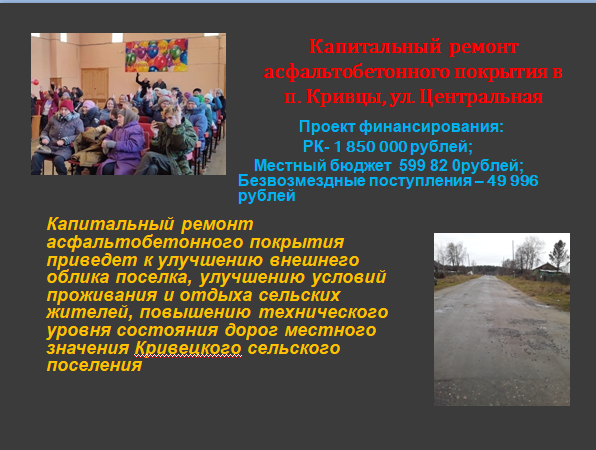 Капитальный ремонт
асфальтобетонного покрытия в
п. Кривцы, ул. Центральная
Проект финансирования:
РК- 1 850 000 рублей;
Местный бюджет 599 82 0рублей;
Безвозмездные поступления – 49 996
рублей
Капитальный ремонт
асфальтобетонного покрытия
приведет к улучшению внешнего
облика поселка, улучшению условий
проживания и отдыха сельских
жителей, повышению технического
уровня состояния дорог местного
значения Кривецкого сельского
поселения